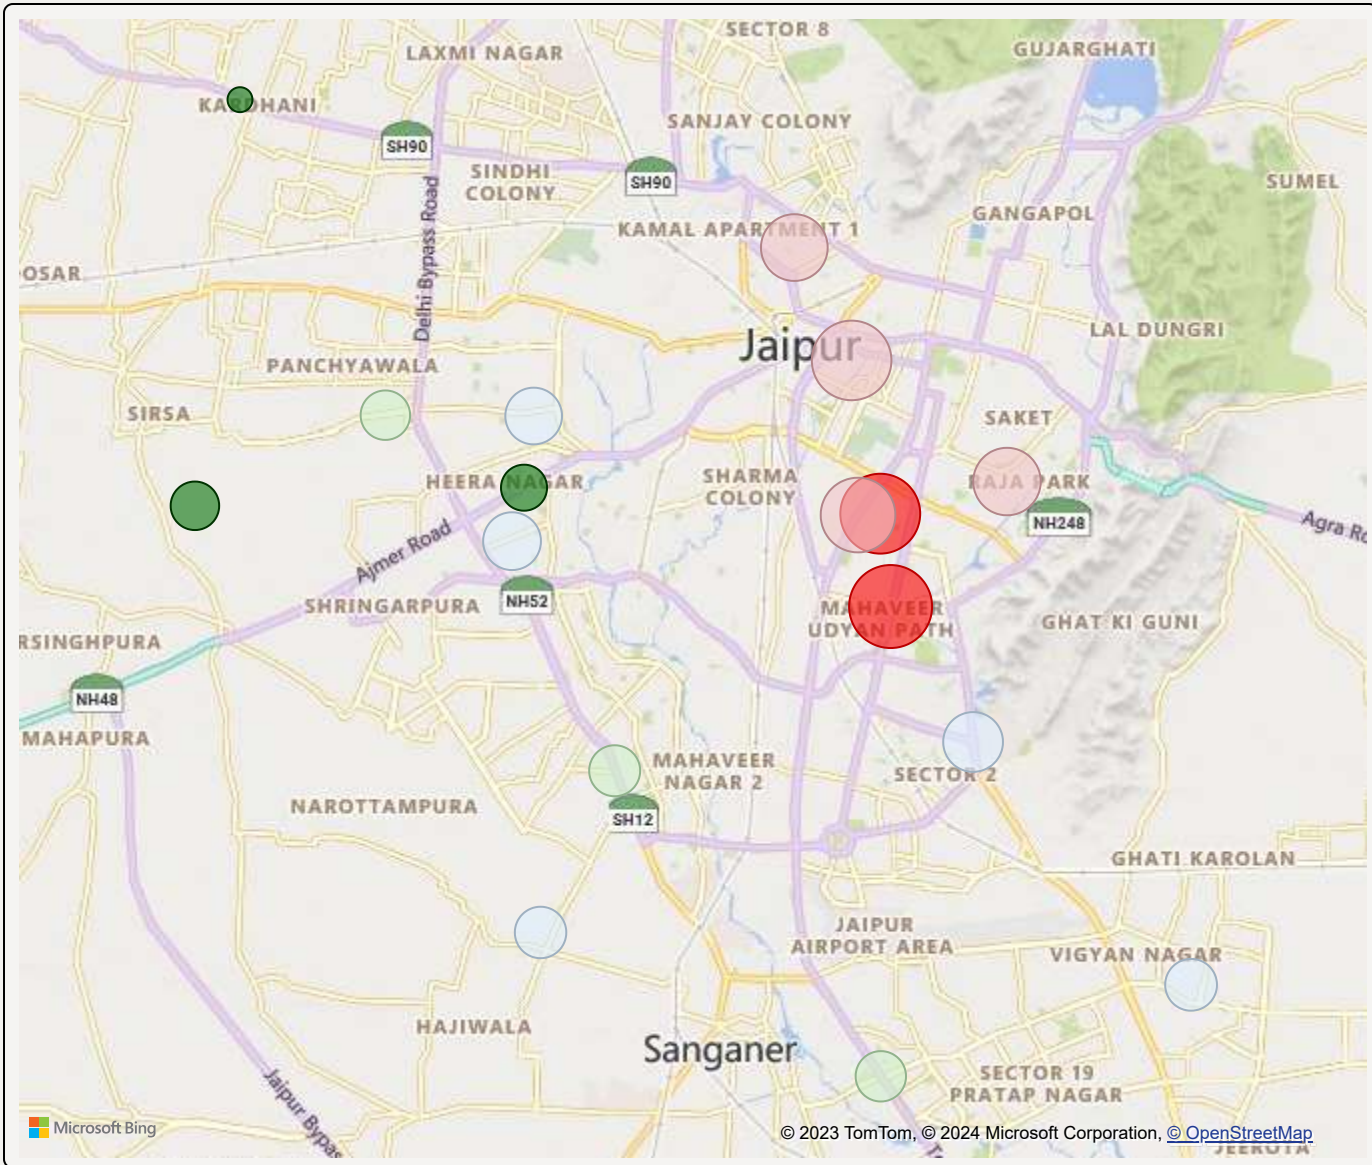 SECTOR 8
LAXMI NAGAR
GUJARGHATI
KARDHANI
SANJAY COLONY
SH90
SINDHI
COLONY
SH90
SUMEL
GANGAPOL
KAMAL APARTMENT 1
OSAR
Delhi Bypass Road
LAL DUNGRI
Jaipur
PANCHYAWALA
SIRSA
SAKET
HEERA NAGAR
SHARMA
COLONY
RAJA PARK
NH248
Agra Ro
Ajmer Road
NH52
SHRINGARPURA
MAHAVEER
UDYAN PATH
GHAT KI GUNI
RSINGHPURA
NH48
MAHAPURA
MAHAVEER
NAGAR 2
SECTOR 2
NAROTTAMPURA
SH12
GHATI KAROLAN
JAIPUR
AIRPORT AREA
VIGYAN NAGAR
HAJIWALA
Sanganer
SECTOR 19
PRATAP NAGAR
Jaipur Bypas
Microsoft Bing
© 2023 TomTom, © 2024 Microsoft Corporation, © OpenStreetMap
JEEROTA